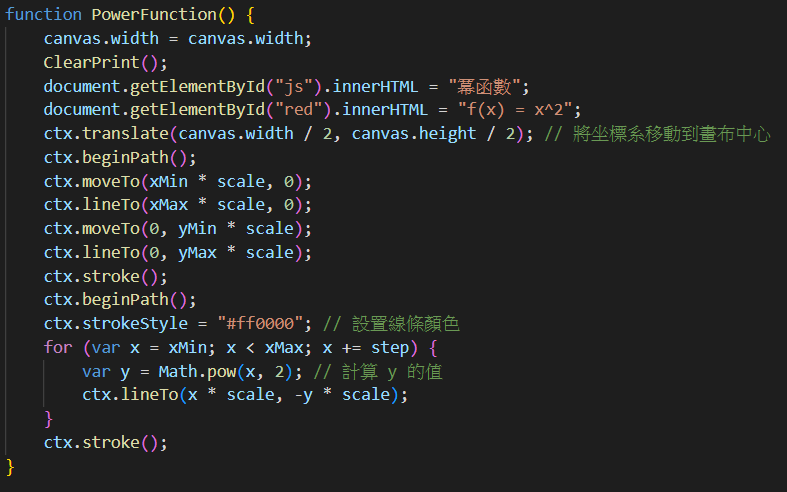 function PowerFunction() {
    canvas.width = canvas.width;
    ClearPrint();
    document.getElementById("js").innerHTML = "冪函數";
    document.getElementById("red").innerHTML = "f(x) = x^2";
    ctx.translate(canvas.width / 2, canvas.height / 2); // 將坐標系移動到畫布中心
    ctx.beginPath();
    ctx.moveTo(xMin * scale, 0);
    ctx.lineTo(xMax * scale, 0);
    ctx.moveTo(0, yMin * scale);
    ctx.lineTo(0, yMax * scale);
    ctx.stroke();
    ctx.beginPath();
    ctx.strokeStyle = "#ff0000"; // 設置線條顏色
    for (var x = xMin; x < xMax; x += step) {
        var y = Math.pow(x, 2); // 計算 y 的值
        ctx.lineTo(x * scale, -y * scale);
    }
    ctx.stroke();
}